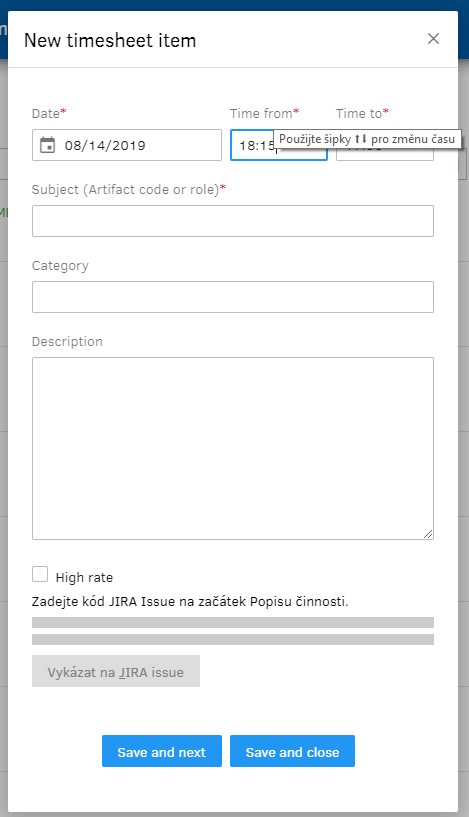 New timesheet item
Date* Time from* Time to*
08/14/2019 18:15
Použijte šipky ⬆⬇ pro změnu času
Subject (Artifact code or role)*
Category
Description
High rate
Zadejte kód JIRA Issue na začátek Popisu činnosti.
Vykázat na JIRA issue
Save and next Save and close